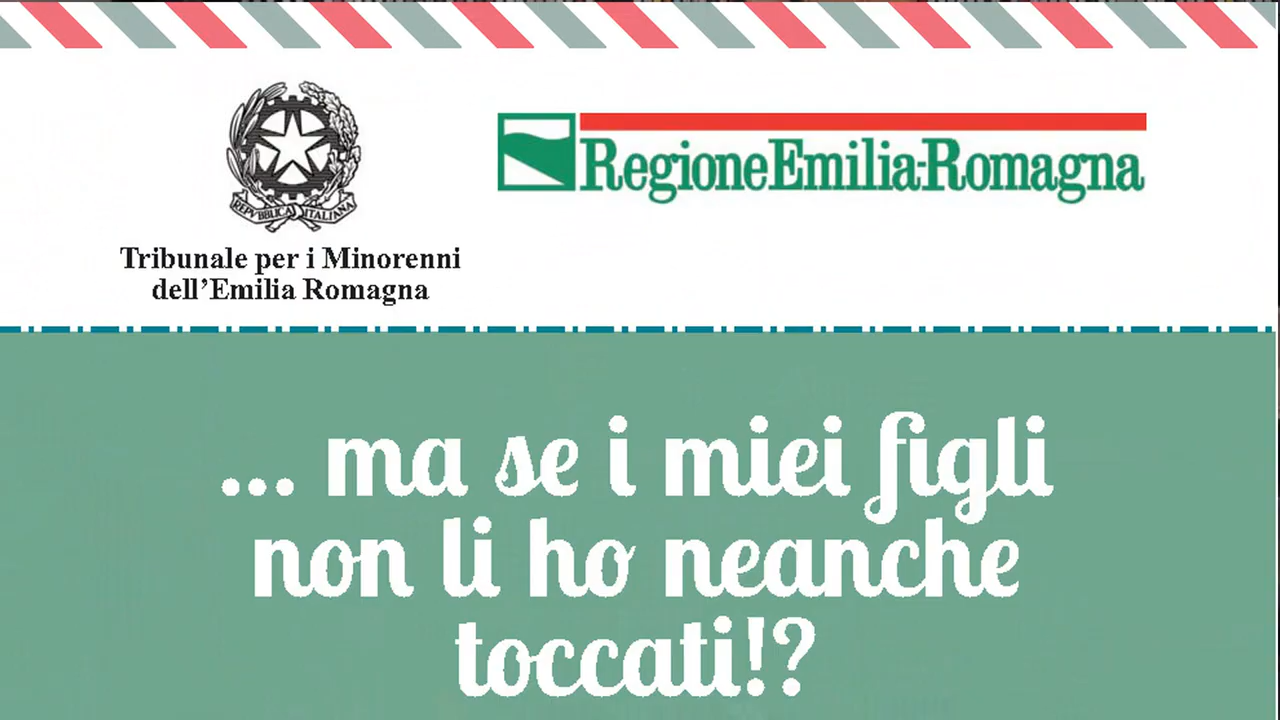 REPVBBLICA ITALIANA
Tribunale per i Minorenni
dell'Emilia Romagna
RegioneEmilia-Romagna
... ma se i miei figli
non li ho neanche
toccati!?